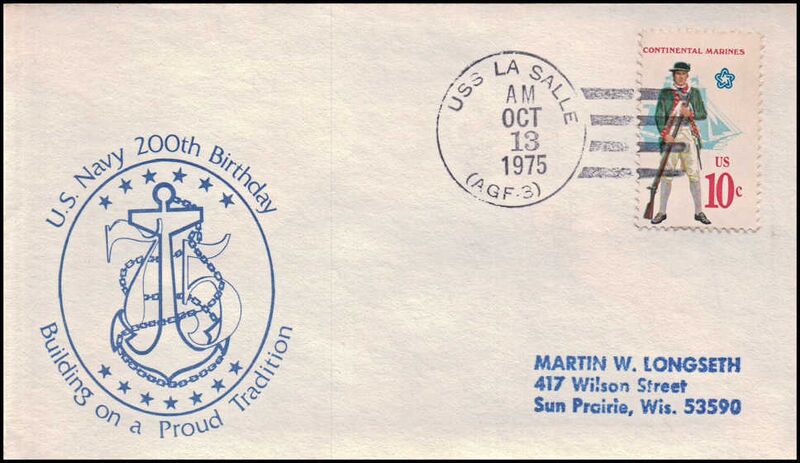 U.S. Navy 200th Birthday
75
Building on a Proud Tradition
USS LA SALLE
AM
OCT
13
1975
(AGF-3)
CONTINENTAL MARINES
US
10c
MARTIN W. LONGSETH
417 Wilson Street
Sun Prairie, Wis. 53590